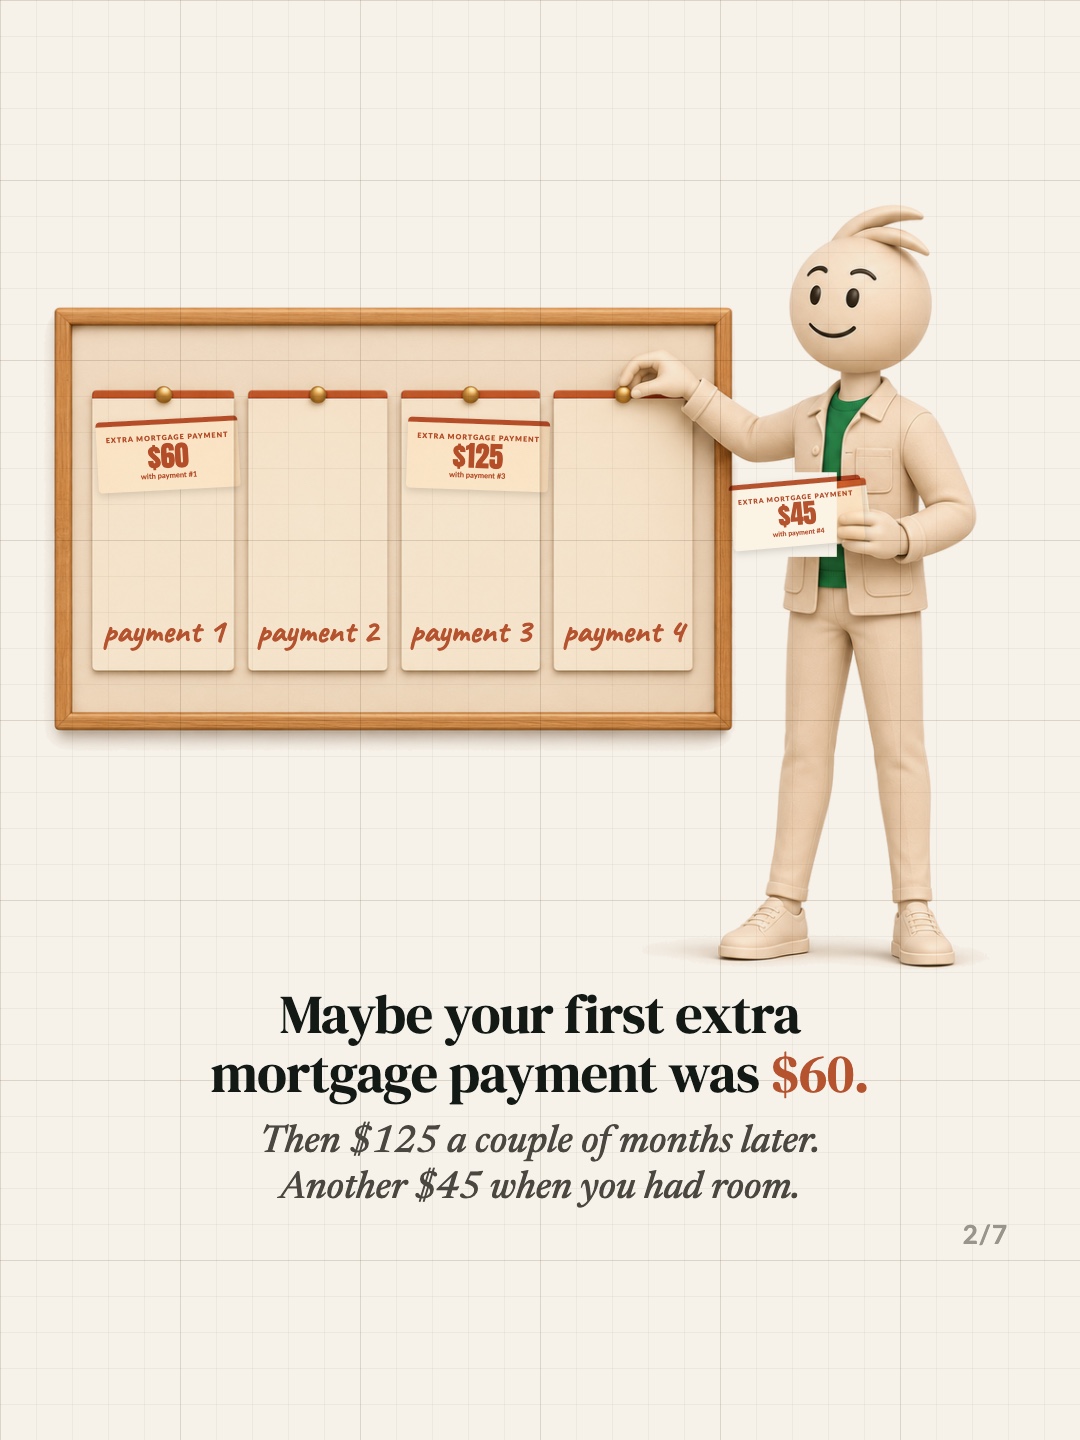 EXTRA MORTGAGE PAYMENT
$60
with payment #1
EXTRA MORTGAGE PAYMENT
$125
with payment #3
EXTRA MORTGAGE PAYMENT
$45
with payment #4
payment 1
payment 2
payment 3
payment 4
Maybe your first extra
mortgage payment was $60.
Then $125 a couple of months later.
Another $45 when you had room.
2/7